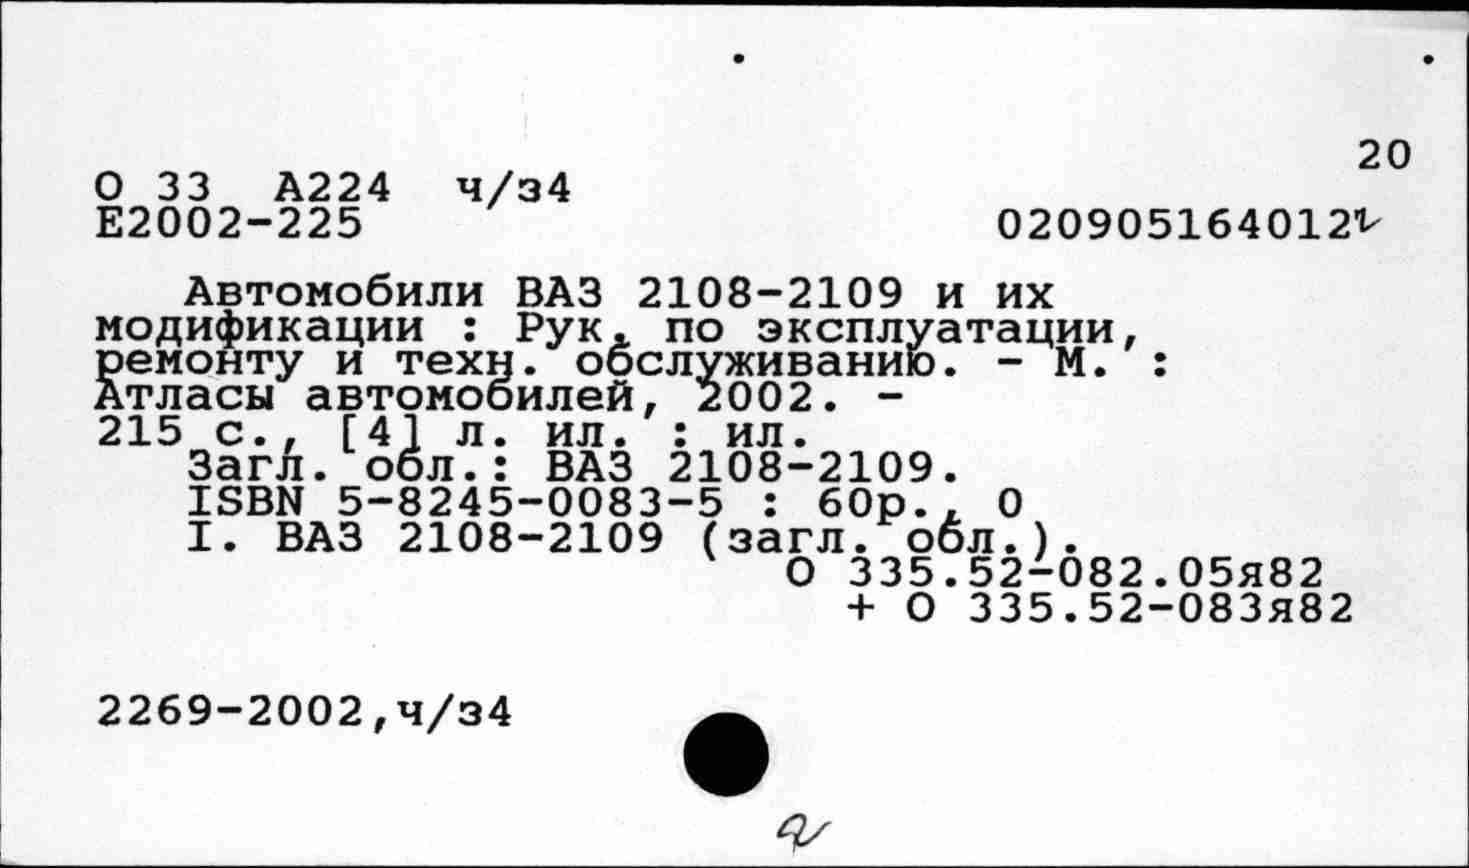 20
О 33  А224  ч/з4
Е2002-225
020905164012
Автомобили ВАЗ 2108-2109 и их
модификации : Рук. по эксплуатации,
ремонту и техн. обслуживанию. - М. :
Атласы автомобилей, 2002. -
215 с., [4] л. ил. : ил.
Загл. обл.: ВАЗ 2108-2109.
ISBN 5-8245-0083-5 : 60р., 0
I. ВАЗ 2108-2109 (загл. обл.).
О 335.52-082.05я82
+ О 335.52-083я82
2269-2002,ч/з4